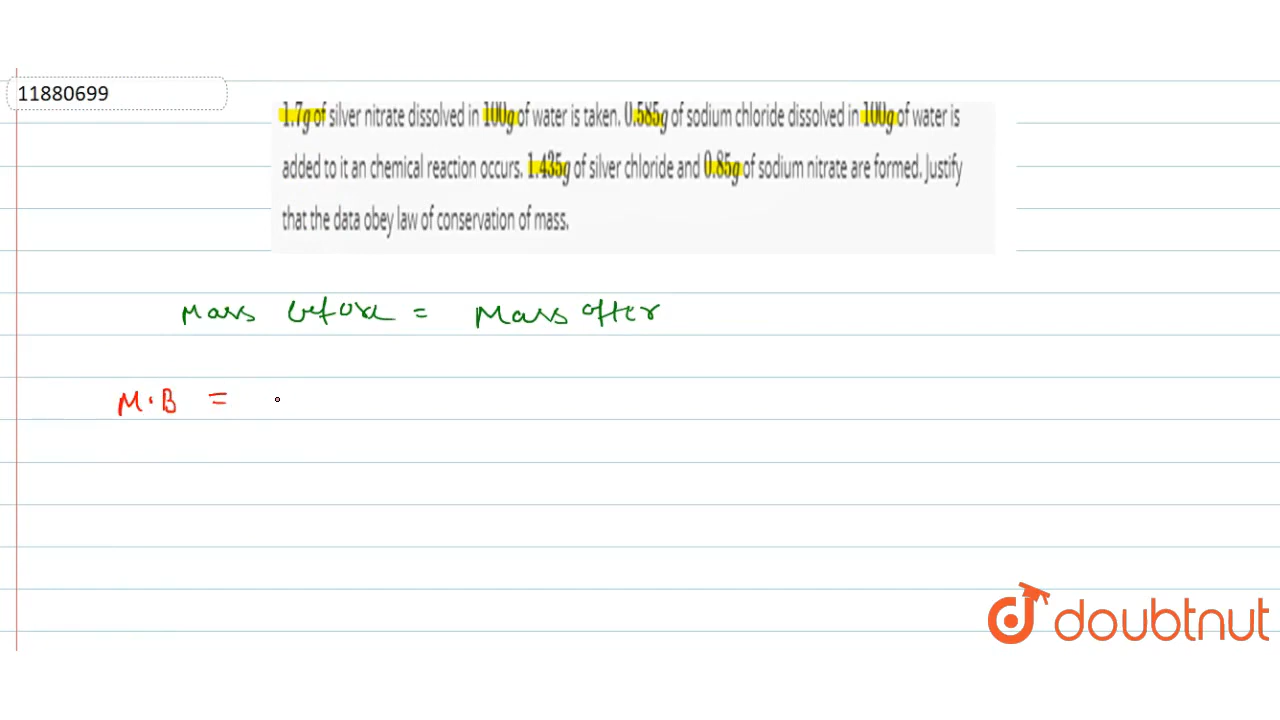 11880699
1.7g of silver nitrate dissolved in 100g of water is taken. 0.585g of sodium chloride dissolved in 100g of water is
added to it an chemical reaction occurs. 1.435g of silver chloride and 0.85g of sodium nitrate are formed. Justify
that the data obey law of conservation of mass.
Mass before = Mass after
M.B =
doubtnut